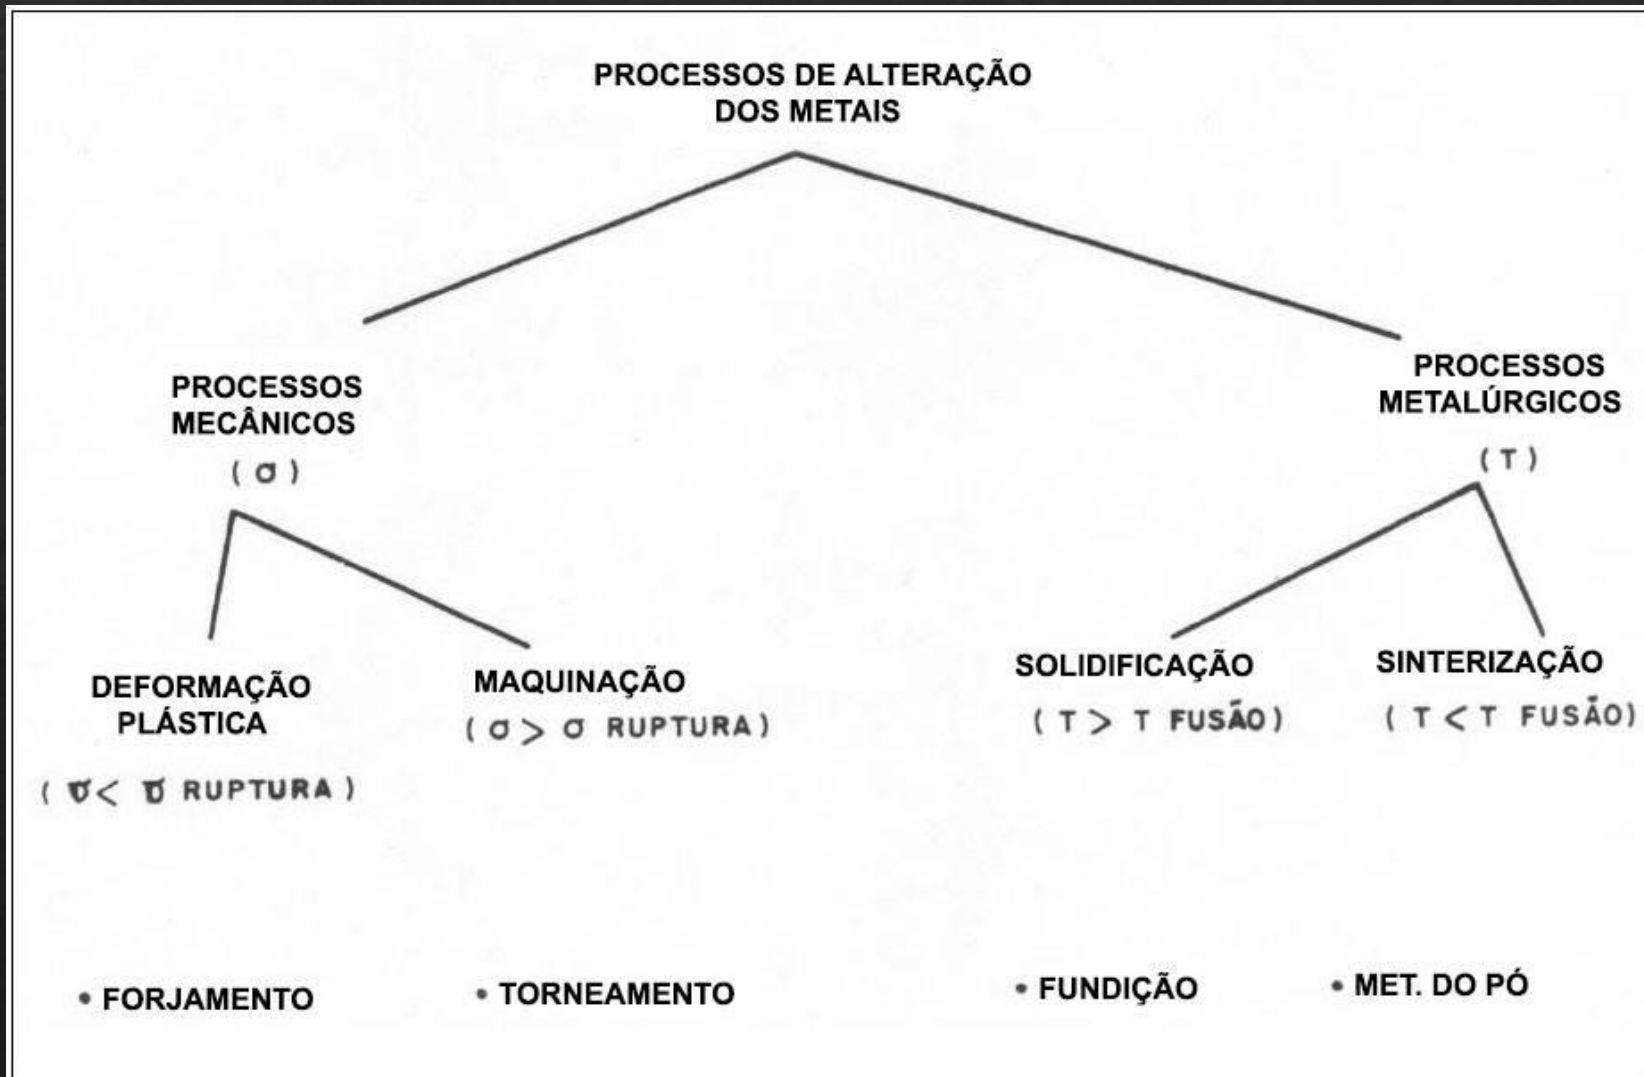 PROCESSOS DE ALTERAÇÃO
DOS METAIS
PROCESSOS
MECÂNICOS
( σ )
PROCESSOS
METALÚRGICOS
( T )
DEFORMAÇÃO
PLÁSTICA
( σ < σ RUPTURA )
MAQUINAÇÃO
( σ > σ RUPTURA )
SOLIDIFICAÇÃO
( T > T FUSÃO )
SINTERIZAÇÃO
( T < T FUSÃO )
• FORJAMENTO
• TORNEAMENTO
• FUNDIÇÃO
• MET. DO PÓ